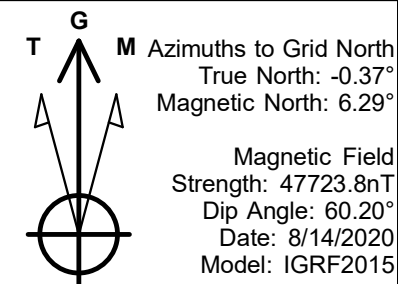 G
T M Azimuths to Grid North
True North: -0.37°
Magnetic North: 6.29°
Magnetic Field
Strength: 47723.8nT
Dip Angle: 60.20°
Date: 8/14/2020
Model: IGRF2015